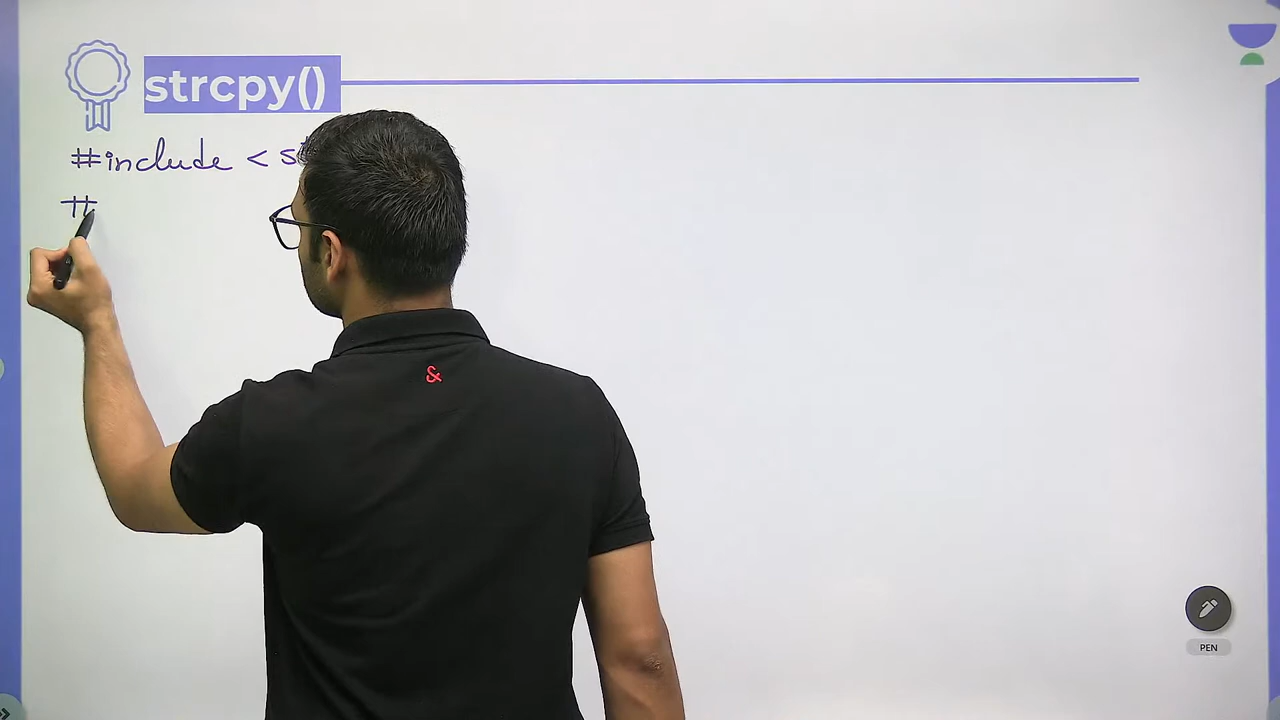 strcpy()
#include <
#
&
PEN